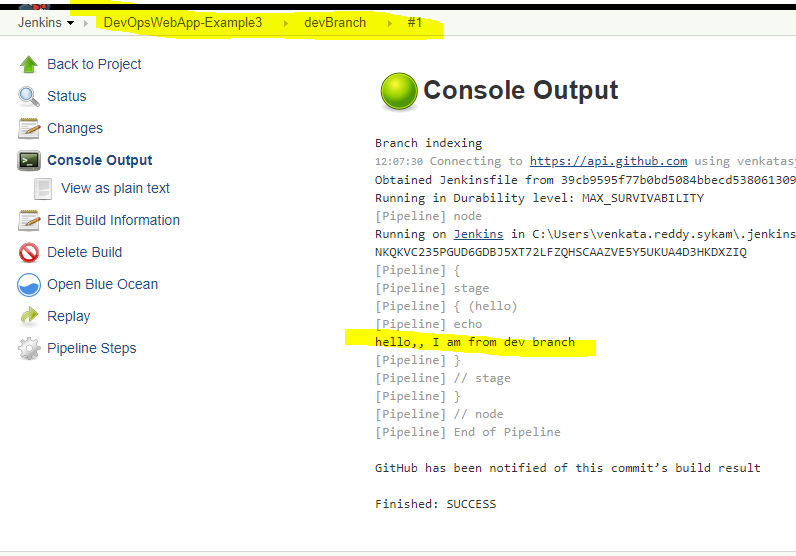 Jenkins DevOpsWebApp-Example3 devBranch #1
Back to Project
Status
Changes
Console Output
View as plain text
Edit Build Information
Delete Build
Open Blue Ocean
Replay
Pipeline Steps
Console Output
Branch indexing
12:07:30 Connecting to https://api.github.com using venkatasy
Obtained Jenkinsfile from 39cb9595f77b0bd5084bbecd538061309
Running in Durability level: MAX_SURVIVABILITY
[Pipeline] node
Running on Jenkins in C:\Users\venkata.reddy.sykam\.jenkins
NKQKVC235PGUD6GDBJ5XT72LFZQHSCAAZVE5Y5UKUA4D3HKDXZIQ
[Pipeline] {
[Pipeline] stage
[Pipeline] { (hello)
[Pipeline] echo
hello,, I am from dev branch
[Pipeline] }
[Pipeline] // stage
[Pipeline] }
[Pipeline] // node
[Pipeline] End of Pipeline
GitHub has been notified of this commit’s build result
Finished: SUCCESS